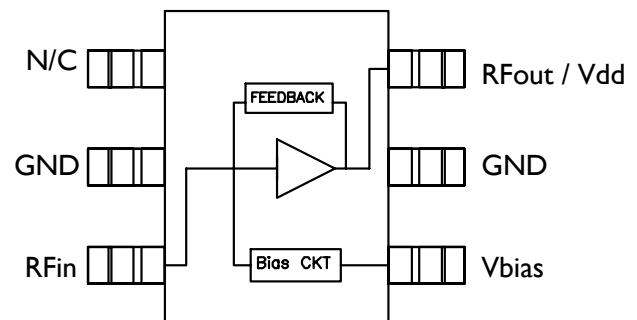 N/C
RFout / Vdd
FEEDBACK
GND
GND
RFin
Bias CKT
Vbias